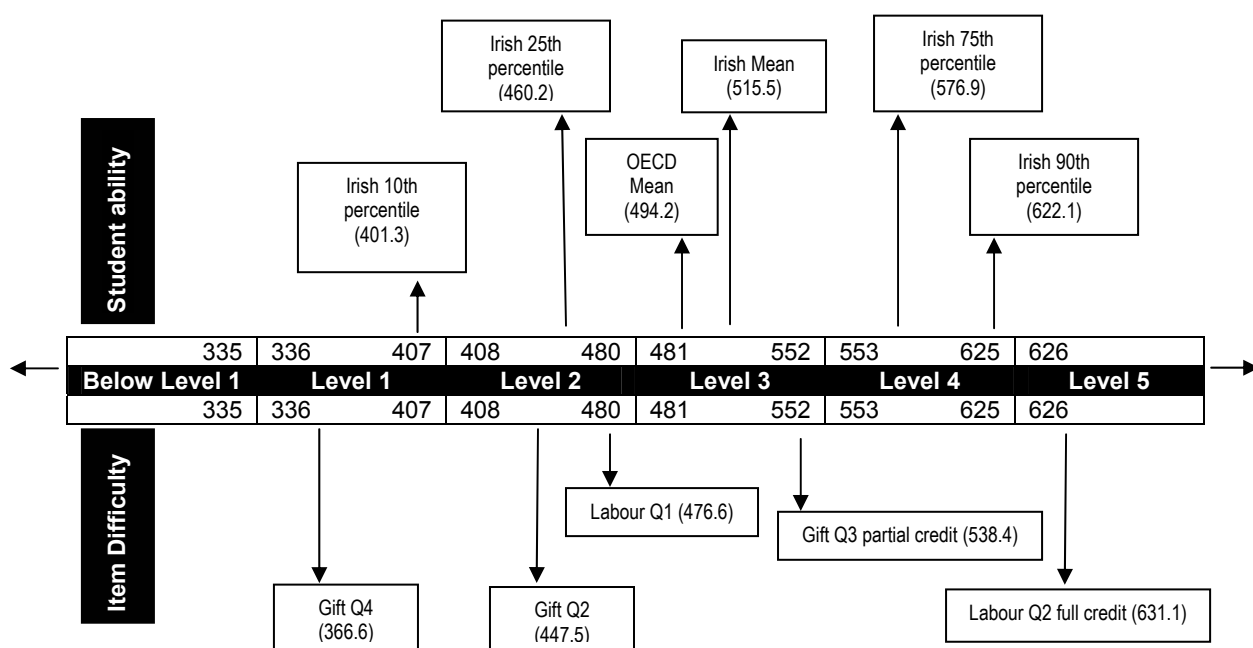 Irish 25th
percentile
(460.2)
Irish Mean
(515.5)
Irish 75th
percentile
(576.9)
Irish 10th
percentile
(401.3)
OECD
Mean
(494.2)
Irish 90th
percentile
(622.1)
Student ability
335 336 407 408 480 481 552 553 625 626
Below Level 1 Level 1 Level 2 Level 3 Level 4 Level 5
335 336 407 408 480 481 552 553 625 626
Item Difficulty
Labour Q1 (476.6)
Gift Q3 partial credit (538.4)
Gift Q4
(366.6)
Gift Q2
(447.5)
Labour Q2 full credit (631.1)